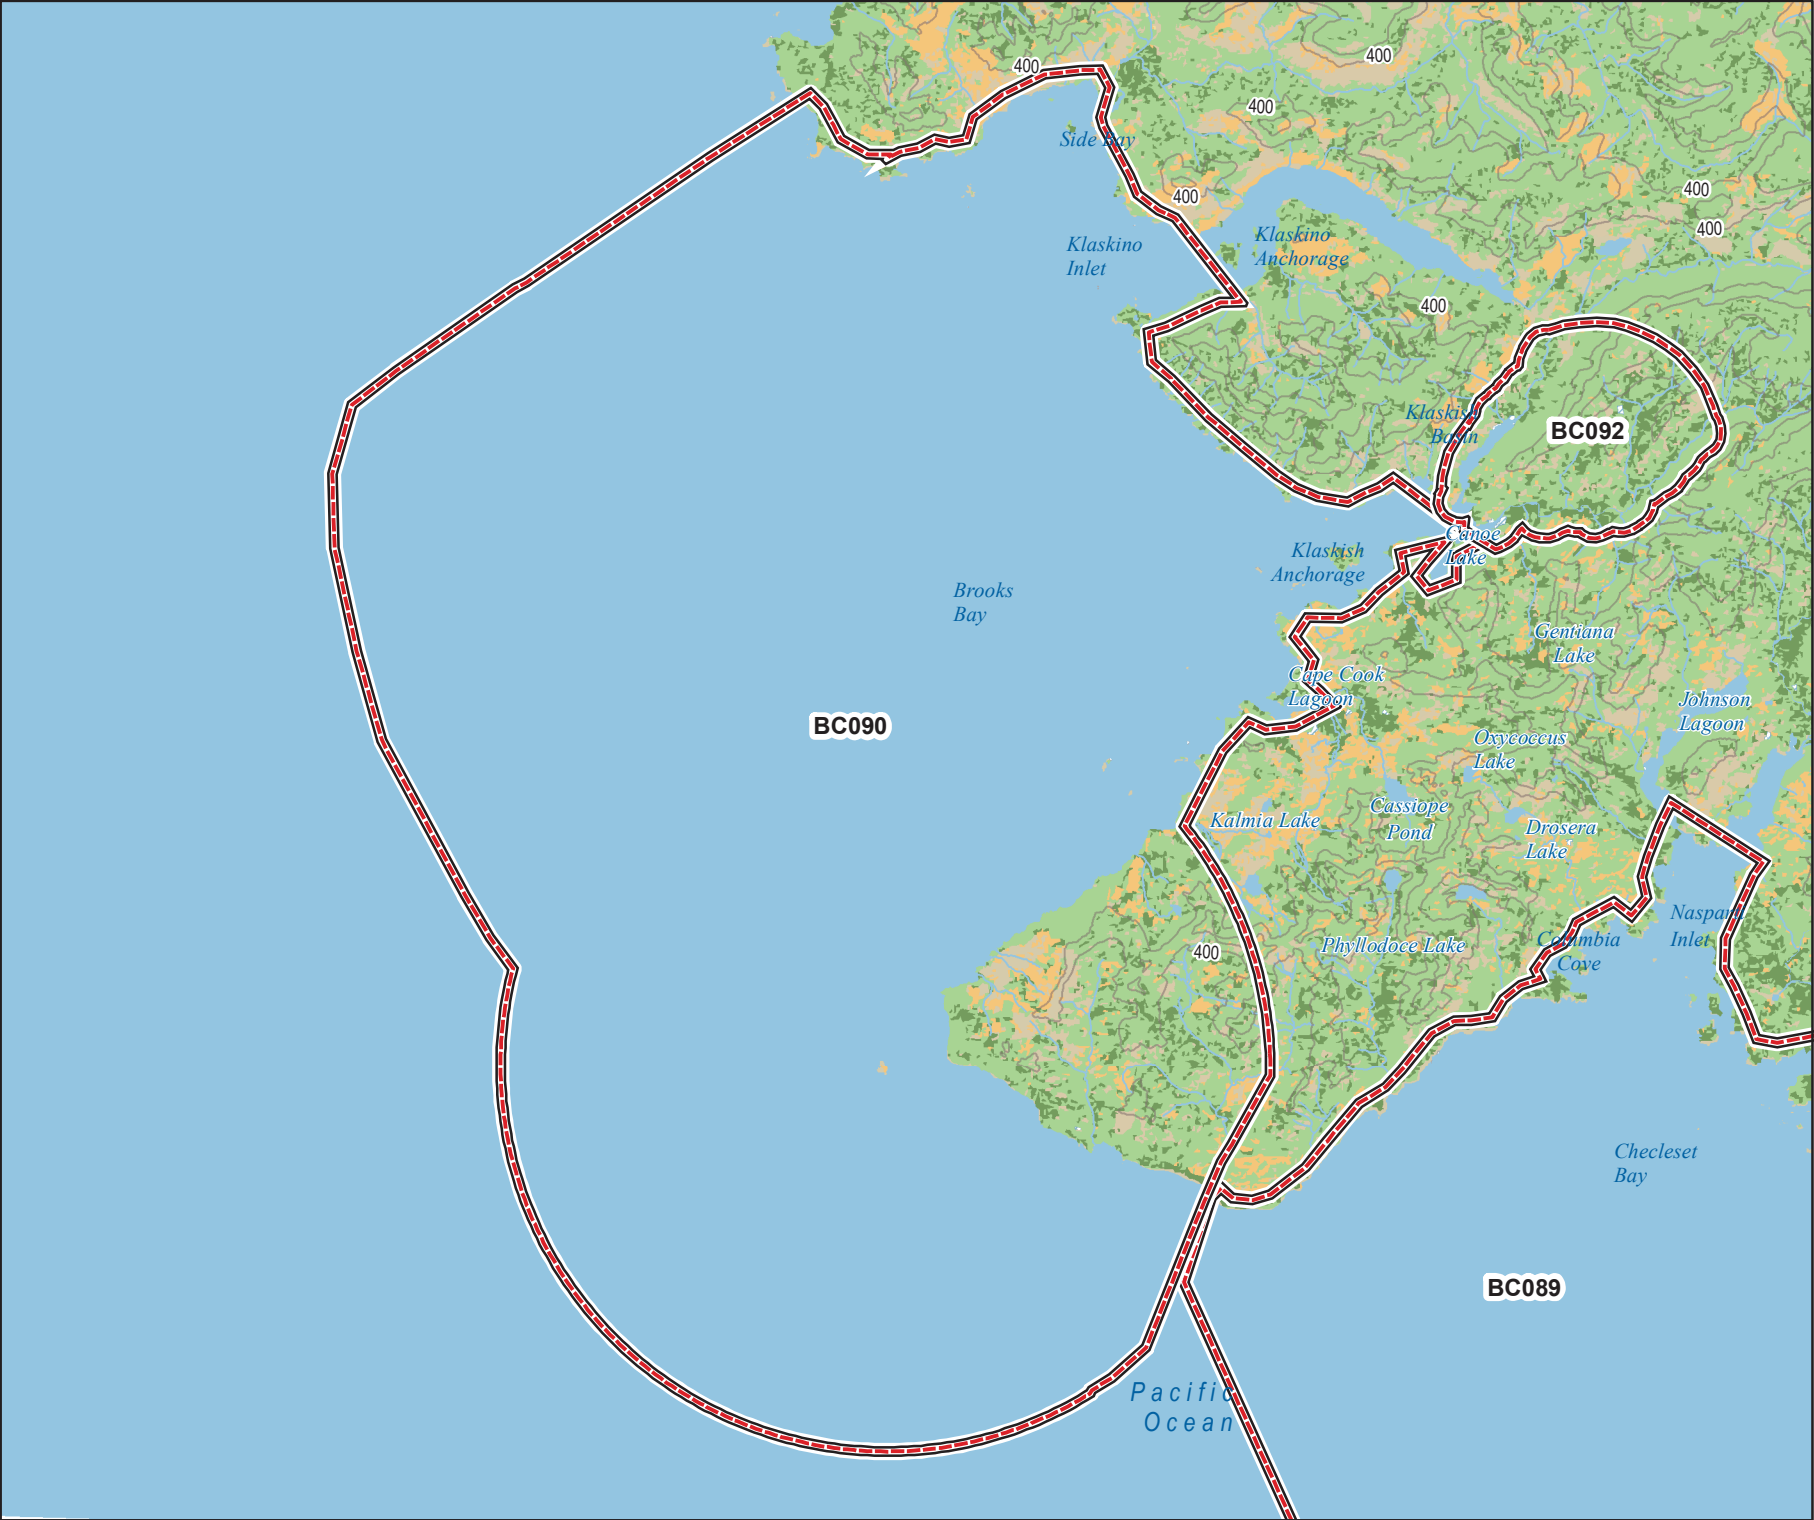 400
400
400
Side Bay
400
400
400
Klaskino
Inlet
Klaskino
Anchorage
400
Klaskish
Basin
BC092
Canoe
Lake
Klaskish
Anchorage
Brooks
Bay
Gentiana
Lake
Cape Cook
Lagoon
Johnson
Lagoon
BC090
Oxycoccus
Lake
Kalmia Lake
Cassiope
Pond
Drosera
Lake
Naspart
Inlet
Columbia
Cove
Phyllodoce Lake
400
Checleset
Bay
BC089
Pacific
Ocean